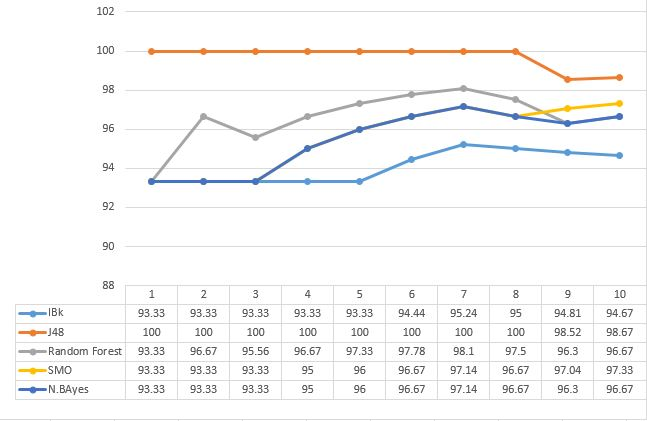 102
100
98
96
94
92
90
88
1 2 3 4 5 6 7 8 9 10
IBk 93.33 93.33 93.33 93.33 93.33 94.44 95.24 95 94.81 94.67
J48 100 100 100 100 100 100 100 100 98.52 98.67
Random Forest 93.33 96.67 95.56 96.67 97.33 97.78 98.1 97.5 96.3 96.67
SMO 93.33 93.33 93.33 95 96 96.67 97.14 96.67 97.04 97.33
N.BAyes 93.33 93.33 93.33 95 96 96.67 97.14 96.67 96.3 96.67